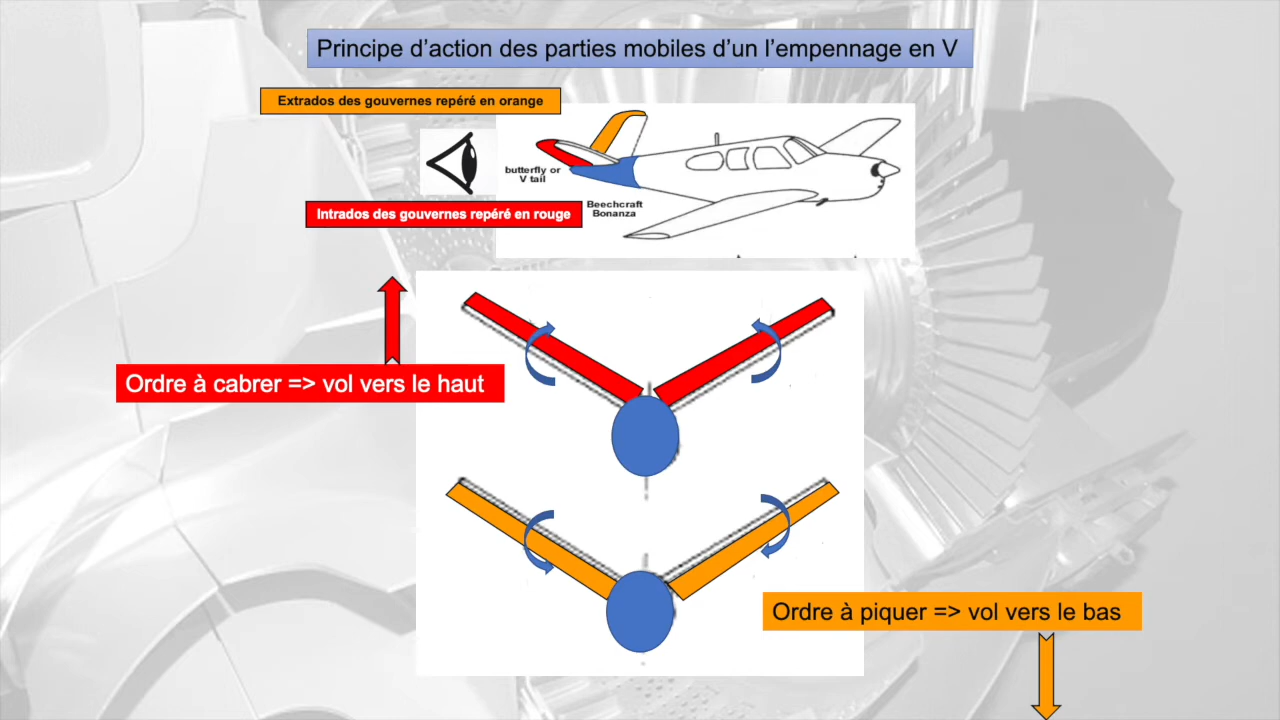 Principe d’action des parties mobiles d’un l’empennage en V
Extrados des gouvernes repéré en orange
butterfly or
V tail
Intrados des gouvernes repéré en rouge
Beechcraft
Bonanza
Ordre à cabrer => vol vers le haut
Ordre à piquer => vol vers le bas